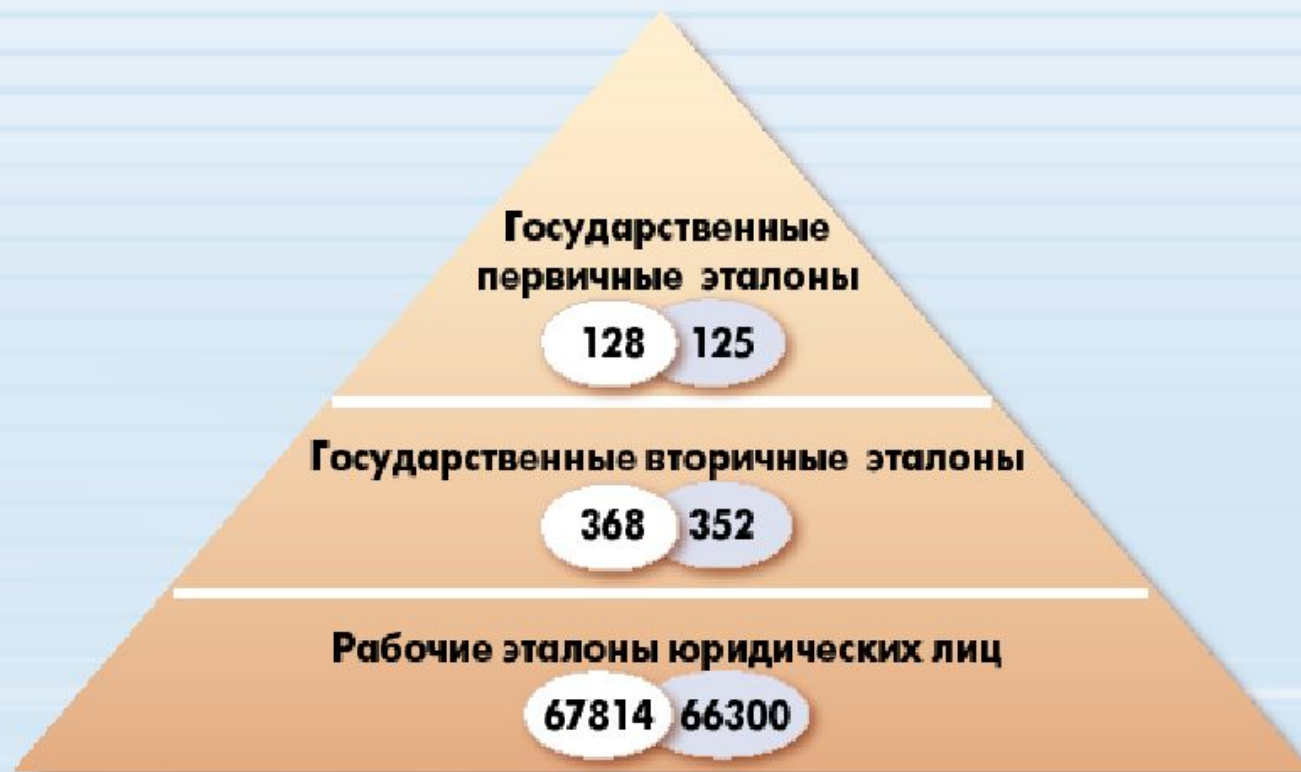 Государственные
первичные эталоны
128 125
Государственные вторичные эталоны
368 352
Рабочие эталоны юридических лиц
67814 66300